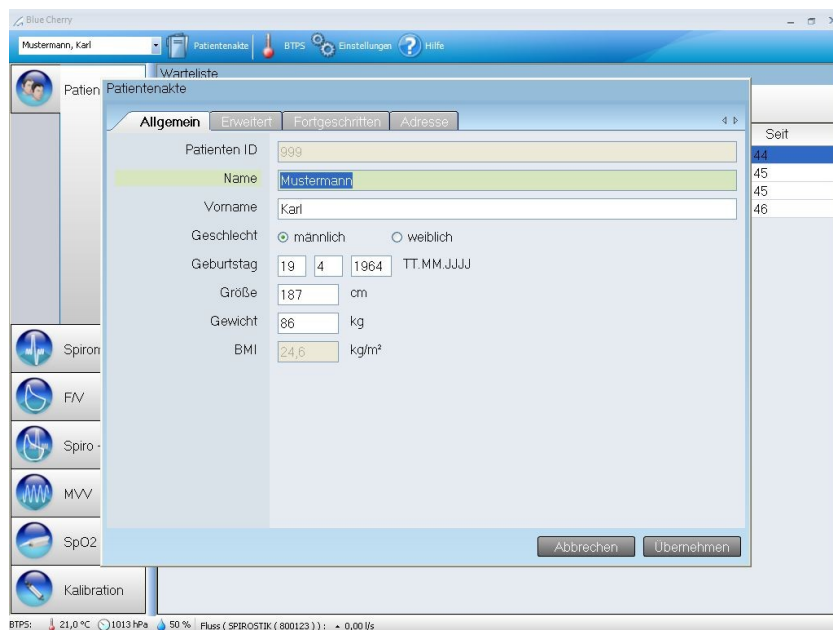 Blue Cherry
Mustermann, Karl Patientenakte BTPS Einstellungen Hilfe
Warteliste
Patien
Patientenakte
Allgemein Erweitert Fortgeschritten Adresse
Seit
Patienten ID 999
44
Name Mustermann
45
45
Vorname Karl
46
Geschlecht männlich weiblich
Geburtstag 19 4 1964 TT.MM.JJJJ
Größe 187 cm
Gewicht 86 kg
BMI 24,6 kg/m²
Spirom
F/V
Spiro -
MVV
SpO2
Abbrechen Übernehmen
Kalibration
BTPS: 21,0 °C 1013 hPa 50 % Fluss ( SPIROSTIK ( 800123 ) ) : 0,00 l/s